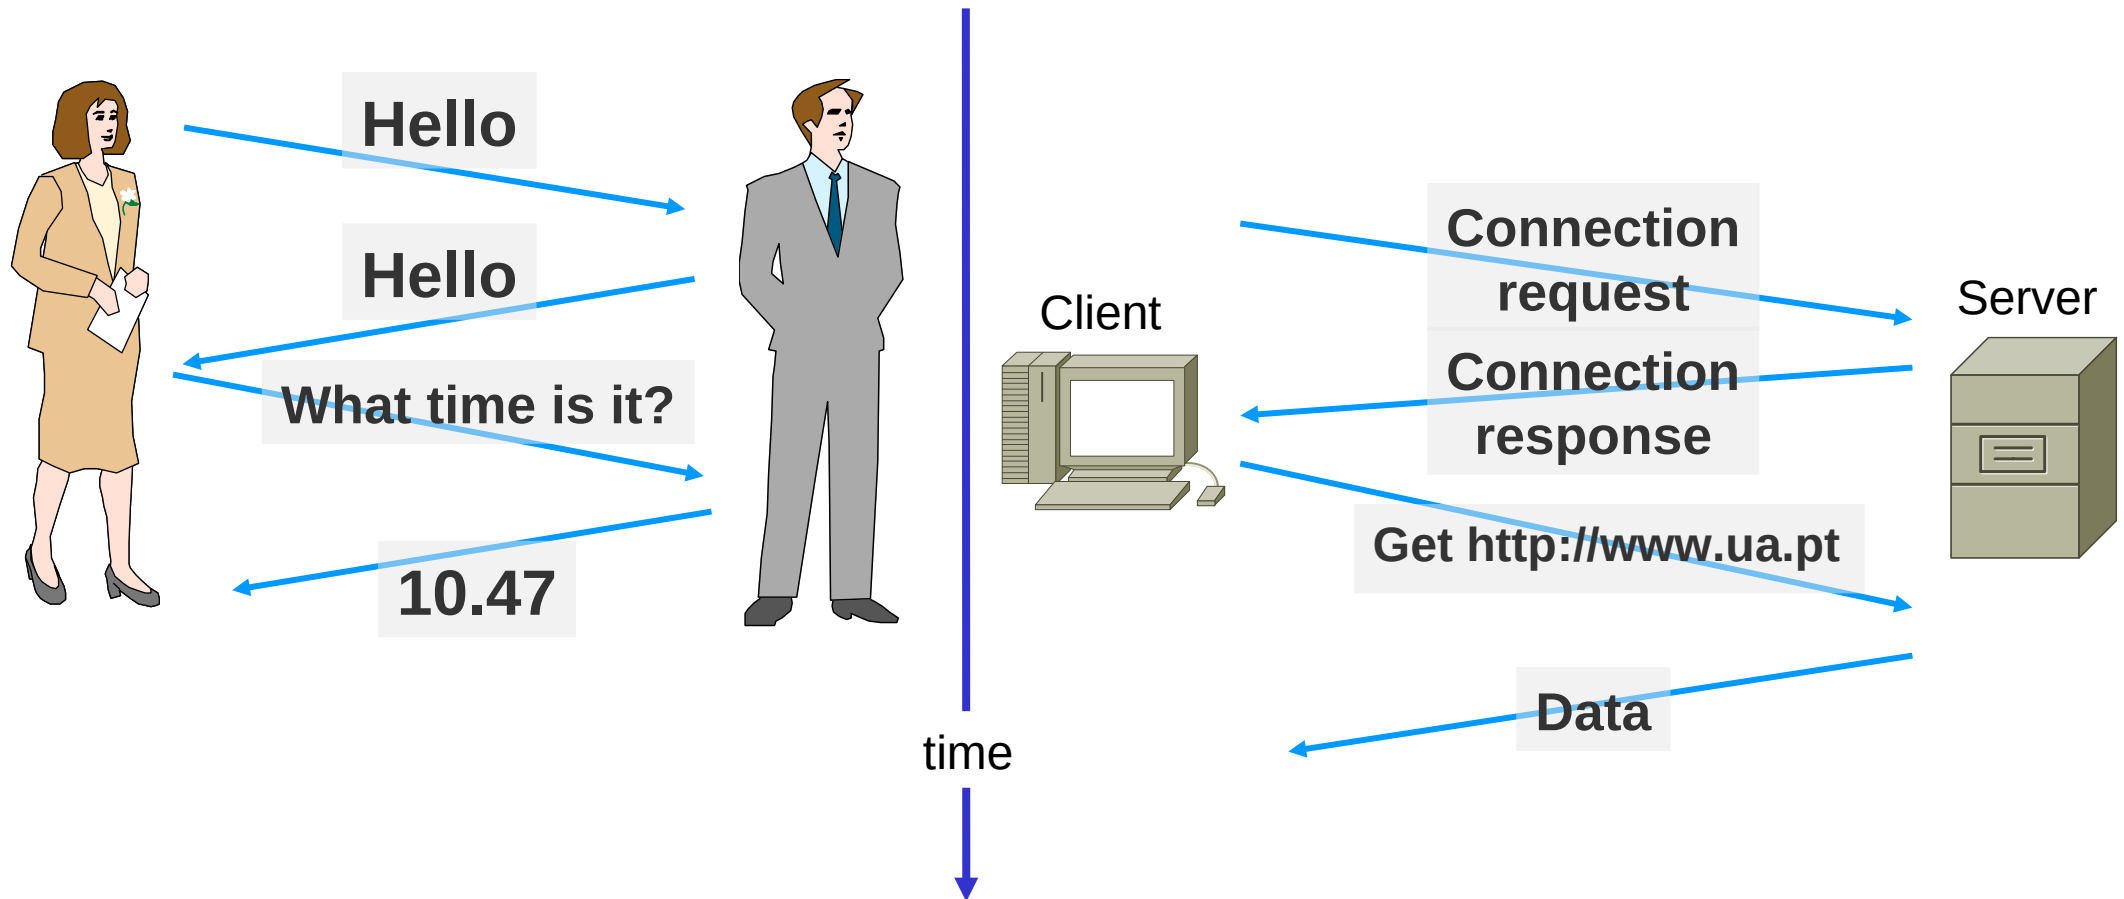 Hello
Hello
What time is it?
10.47
time
Client
Server
Connection
request
Connection
response
Get http://www.ua.pt
Data